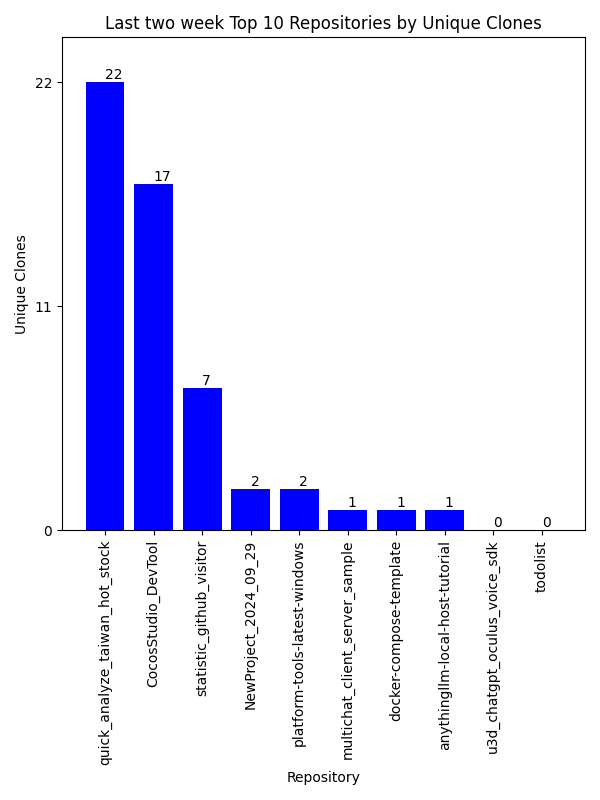 Last two week Top 10 Repositories by Unique Clones
Unique Clones
22
11
0
22
17
7
2
2
1
1
1
0
0
quick_analyze_taiwan_hot_stock
CocosStudio_DevTool
statistic_github_visitor
NewProject_2024_09_29
platform-tools-latest-windows
multichat_client_server_sample
docker-compose-template
anythingllm-local-host-tutorial
u3d_chatgpt_oculus_voice_sdk
todolist
Repository